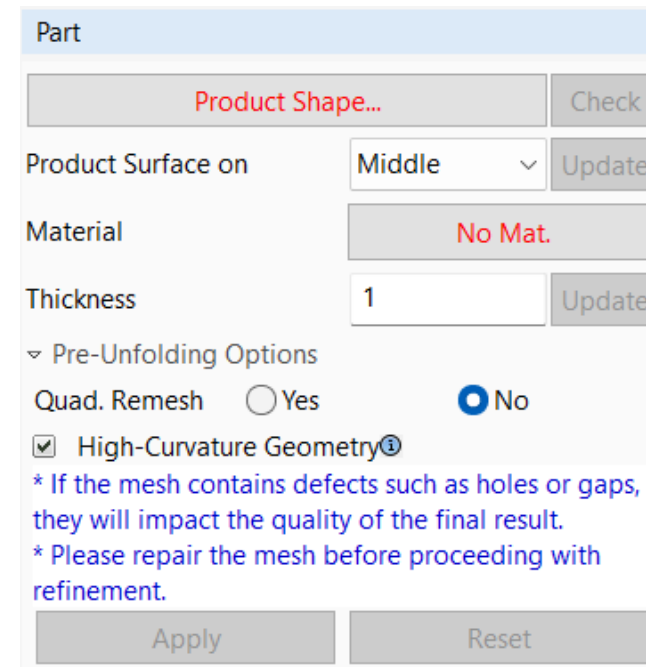 Part
Product Shape... Check
Product Surface on Middle Update
Material No Mat.
Thickness 1 Update
Pre-Unfolding Options
Quad. Remesh Yes No
High-Curvature Geometry
* If the mesh contains defects such as holes or gaps,
they will impact the quality of the final result.
* Please repair the mesh before proceeding with
refinement.
Apply Reset